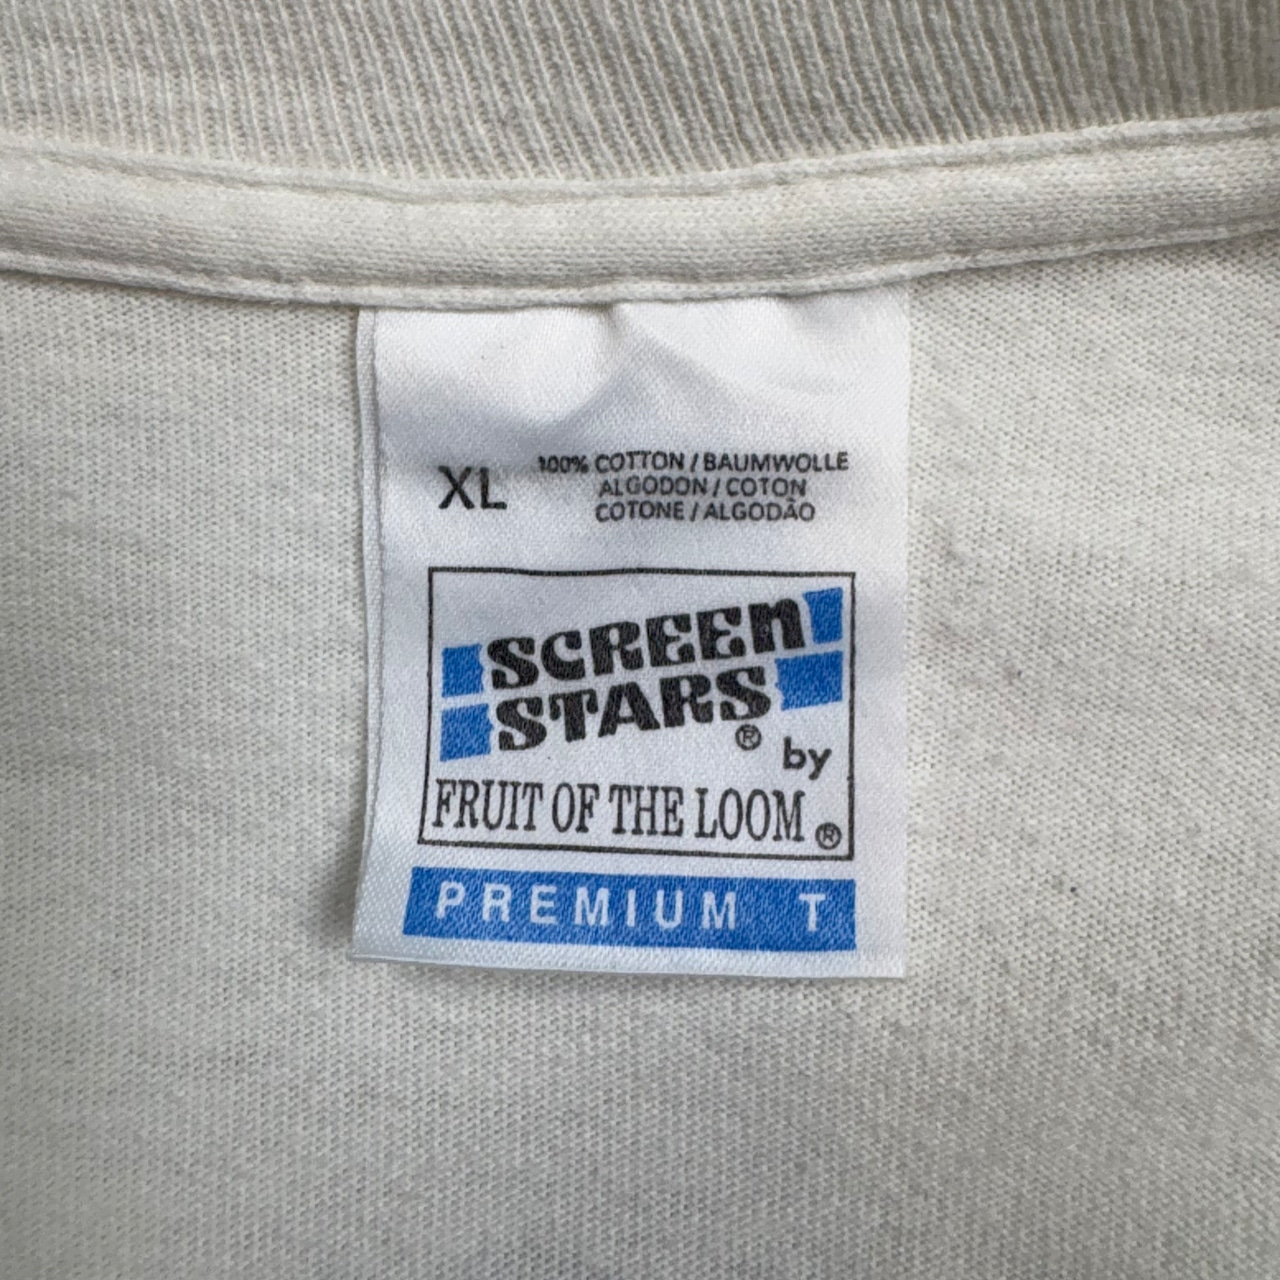 XL
100% COTTON / BAUMWOLLE
ALGODON / COTON
COTONE / ALGODÃO
SCREEN
STARS® by
FRUIT OF THE LOOM®
PREMIUM T